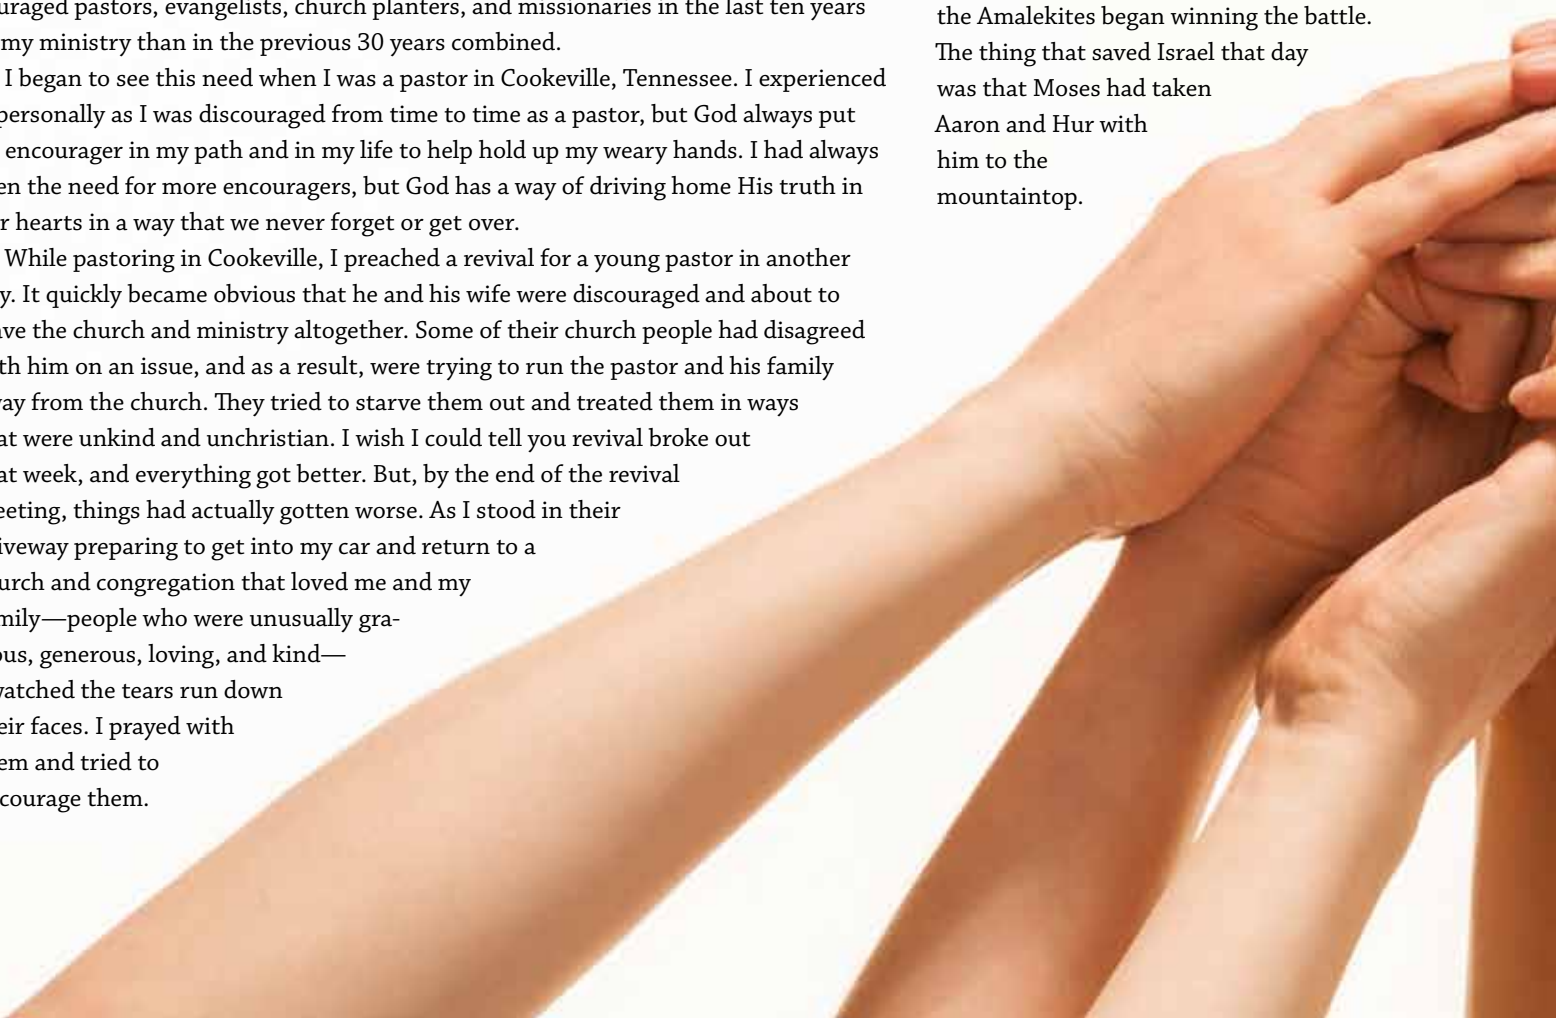 uraged pastors, evangelists, church planters, and missionaries in the last ten years
my ministry than in the previous 30 years combined.
I began to see this need when I was a pastor in Cookeville, Tennessee. I experienced
personally as I was discouraged from time to time as a pastor, but God always put
encourager in my path and in my life to help hold up my weary hands. I had always
en the need for more encouragers, but God has a way of driving home His truth in
r hearts in a way that we never forget or get over.
While pastoring in Cookeville, I preached a revival for a young pastor in another
y. It quickly became obvious that he and his wife were discouraged and about to
ve the church and ministry altogether. Some of their church people had disagreed
th him on an issue, and as a result, were trying to run the pastor and his family
ay from the church. They tried to starve them out and treated them in ways
at were unkind and unchristian. I wish I could tell you revival broke out
at week, and everything got better. But, by the end of the revival
eeting, things had actually gotten worse. As I stood in their
iveway preparing to get into my car and return to a
urch and congregation that loved me and my
mily—people who were unusually gra-
ous, generous, loving, and kind—
watched the tears run down
eir faces. I prayed with
em and tried to
courage them.
the Amalekites began winning the battle.
The thing that saved Israel that day
was that Moses had taken
Aaron and Hur with
him to the
mountaintop.